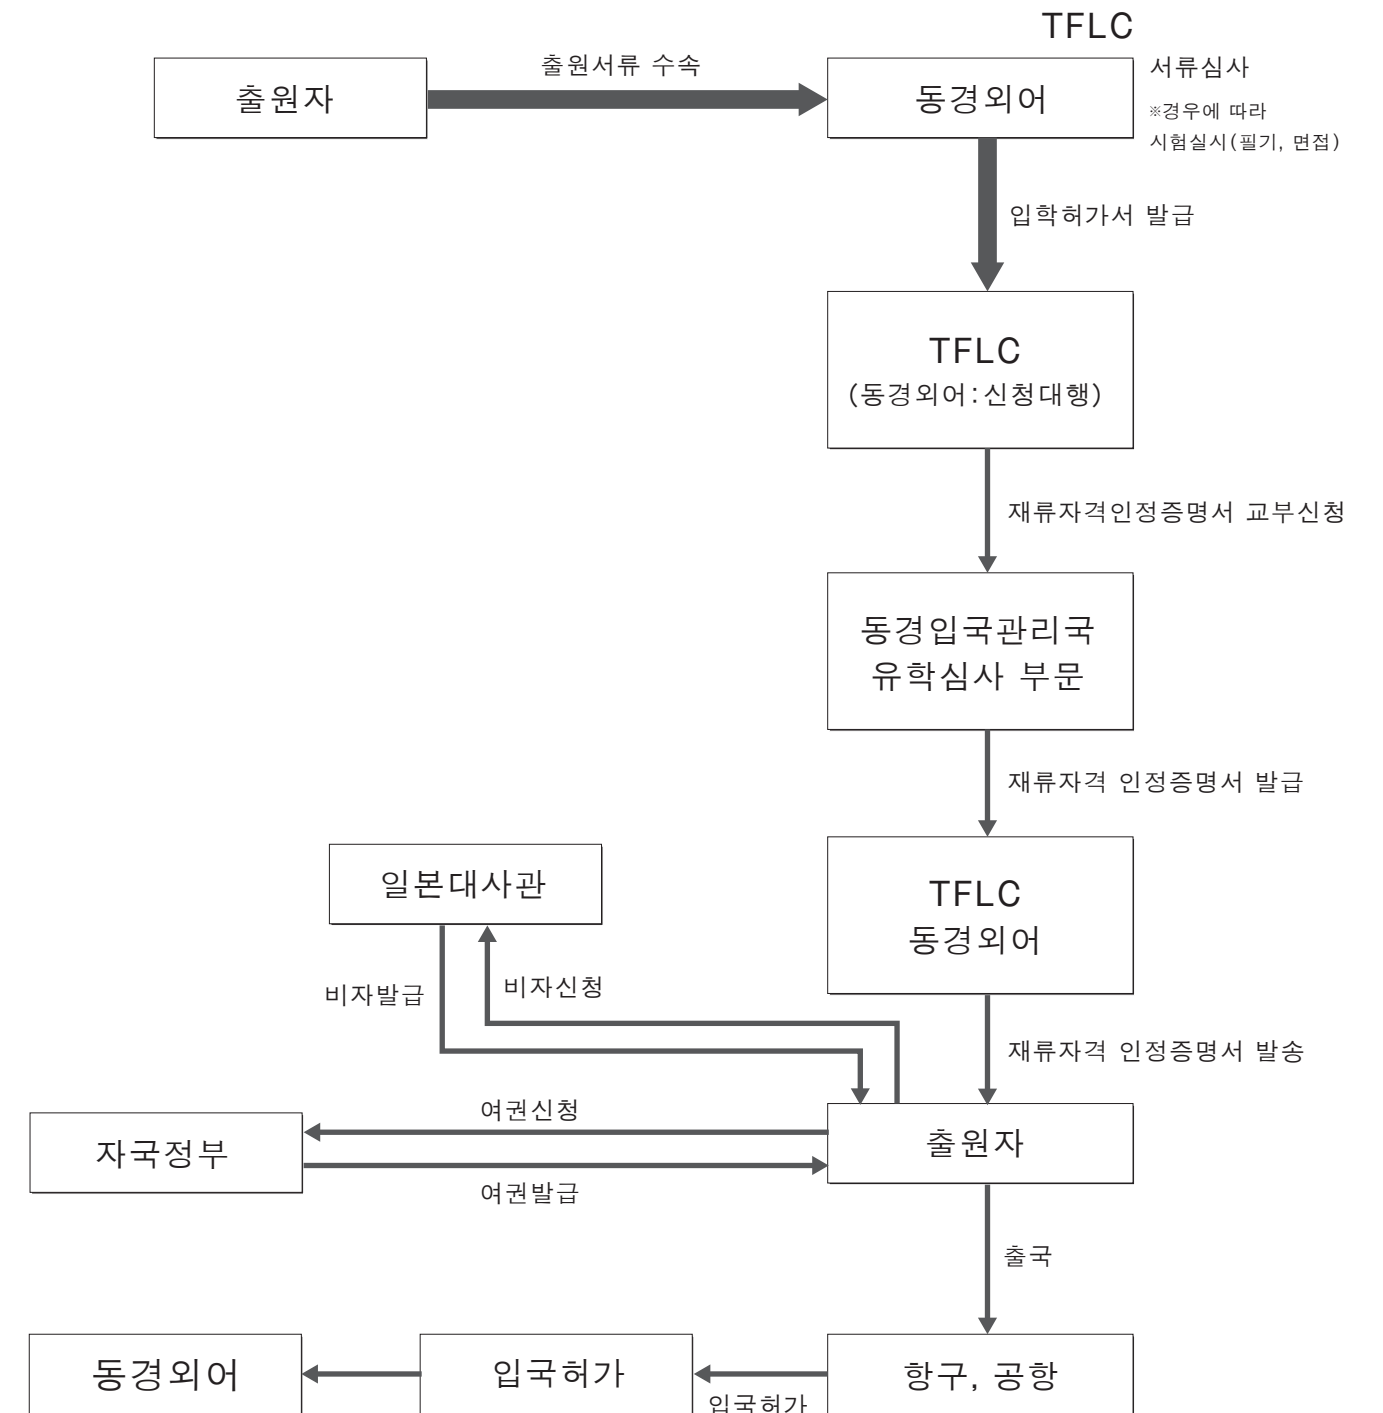 TFLC
출원자
출원서류 수속
동경외어
서류심사
※경우에 따라
시험실시(필기, 면접)
입학허가서 발급
TFLC
(동경외어:신청대행)
재류자격인정증명서 교부신청
동경입국관리국
유학심사 부문
재류자격 인정증명서 발급
일본대사관
TFLC
동경외어
비자발급
비자신청
재류자격 인정증명서 발송
여권신청
자국정부
출원자
여권발급
출국
동경외어
입국허가
항구, 공항
입국허가